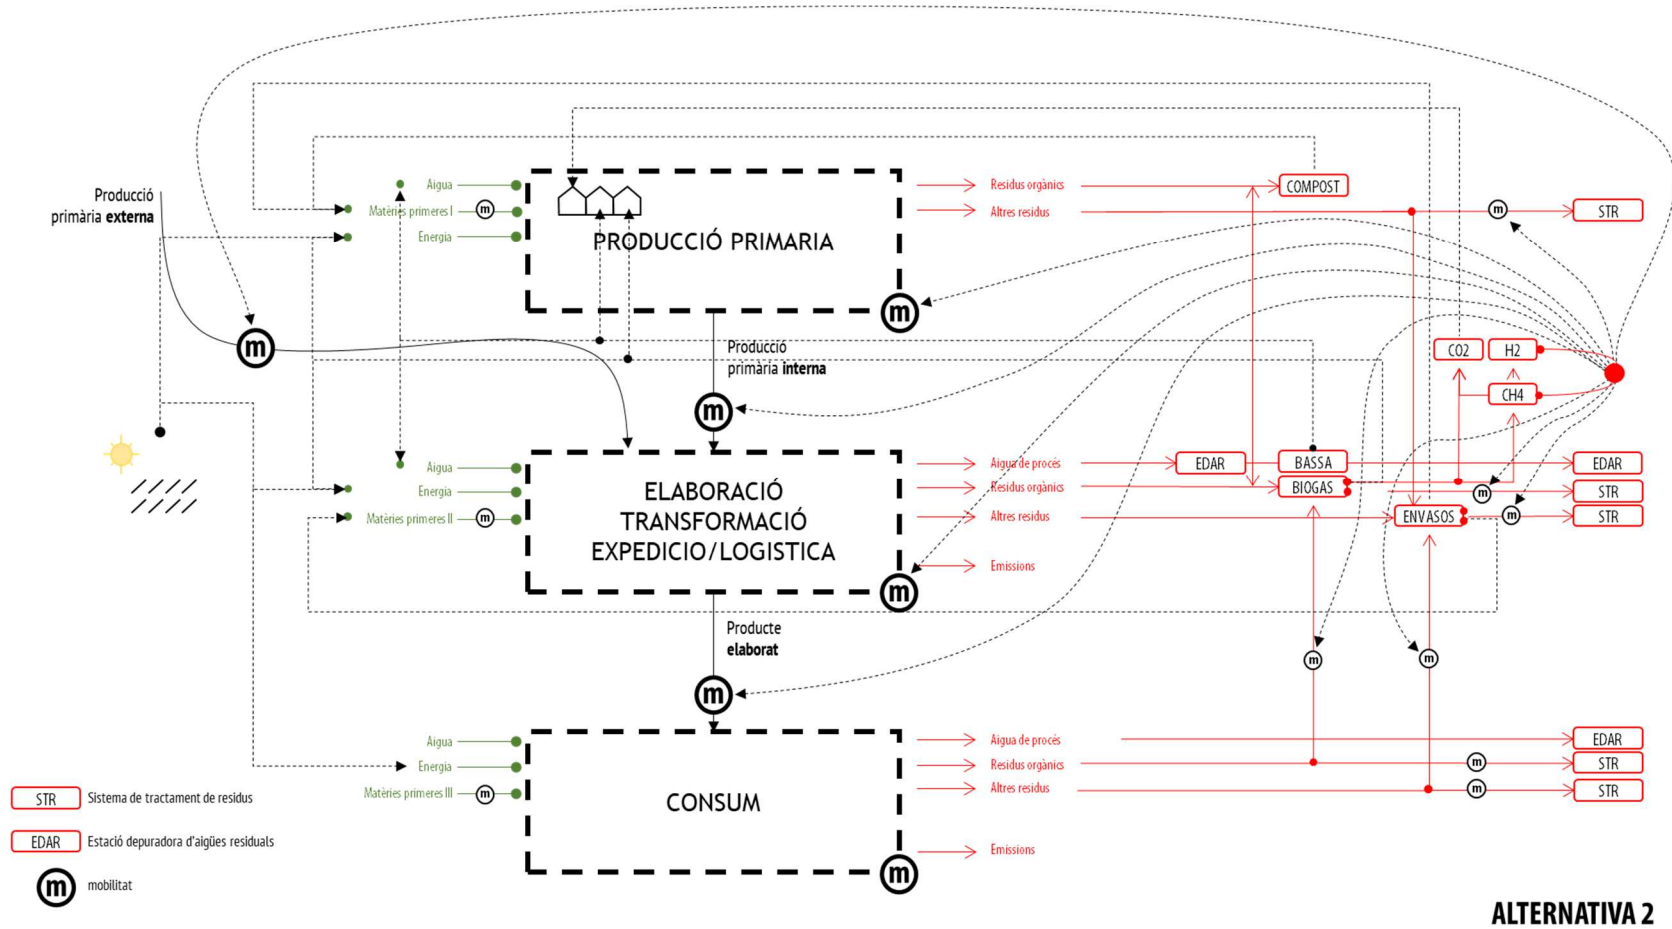 Producció
primària externa
Aigua
Matèries primeres I
m
Energia
PRODUCCIÓ PRIMARIA
m
Residus orgànics
COMPOST
Altres residus
m
STR
m
Producció
primària interna
m
CO2
H2
CH4
Aigua
Energia
Matèries primeres II
m
ELABORACIÓ
TRANSFORMACIÓ
EXPEDICIO/LOGISTICA
m
Aigua de procés
EDAR
BASSA
EDAR
Residus orgànics
BIOGAS
m
STR
Altres residus
ENVASOS
m
STR
Emissions
Producte
elaborat
m
m
m
Aigua
Energia
Matèries primeres III
m
CONSUM
m
Aigua de procés
EDAR
Residus orgànics
m
STR
Altres residus
m
STR
Emissions
STR
Sistema de tractament de residus
EDAR
Estació depuradora d'aigües residuals
m
mobilitat
ALTERNATIVA 2